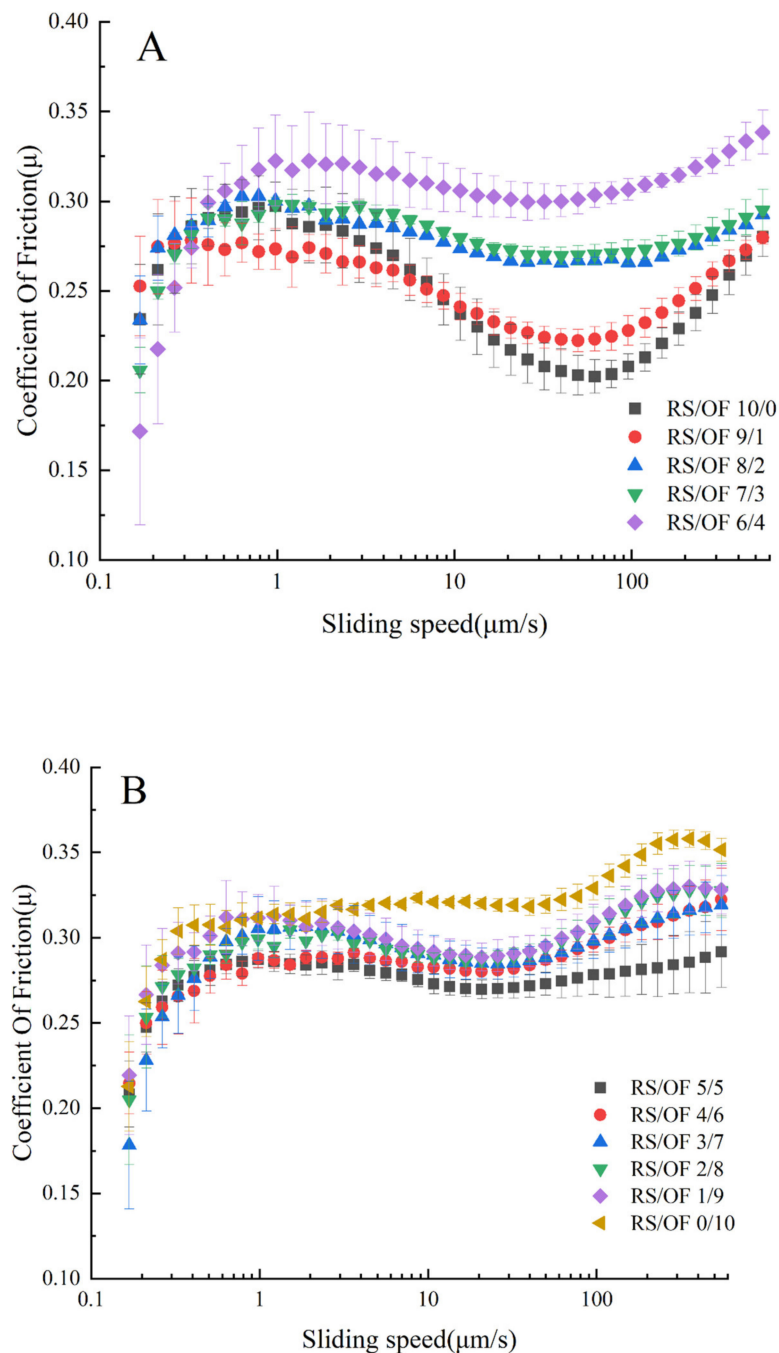 A
0.40
0.35
0.30
0.25
0.20
0.15
0.10
Coefficient Of Friction(μ)
RS/OF 10/0
RS/OF 9/1
RS/OF 8/2
RS/OF 7/3
RS/OF 6/4
0.1
1
10
100
Sliding speed(μm/s)
B
0.40
0.35
0.30
0.25
0.20
0.15
0.10
Coefficient Of Friction(μ)
RS/OF 5/5
RS/OF 4/6
RS/OF 3/7
RS/OF 2/8
RS/OF 1/9
RS/OF 0/10
0.1
1
10
100
Sliding speed(μm/s)